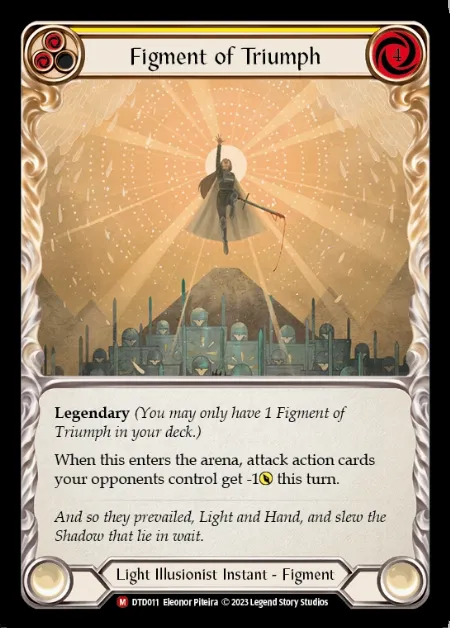 Figment of Triumph
4
Legendary (You may only have 1 Figment of
Triumph in your deck.)
When this enters the arena, attack action cards
your opponents control get -1 this turn.
And so they prevailed, Light and Hand, and slew the
Shadow that lie in wait.
Light Illusionist Instant - Figment
M DTD011 Eleonor Piteira © 2023 Legend Story Studios